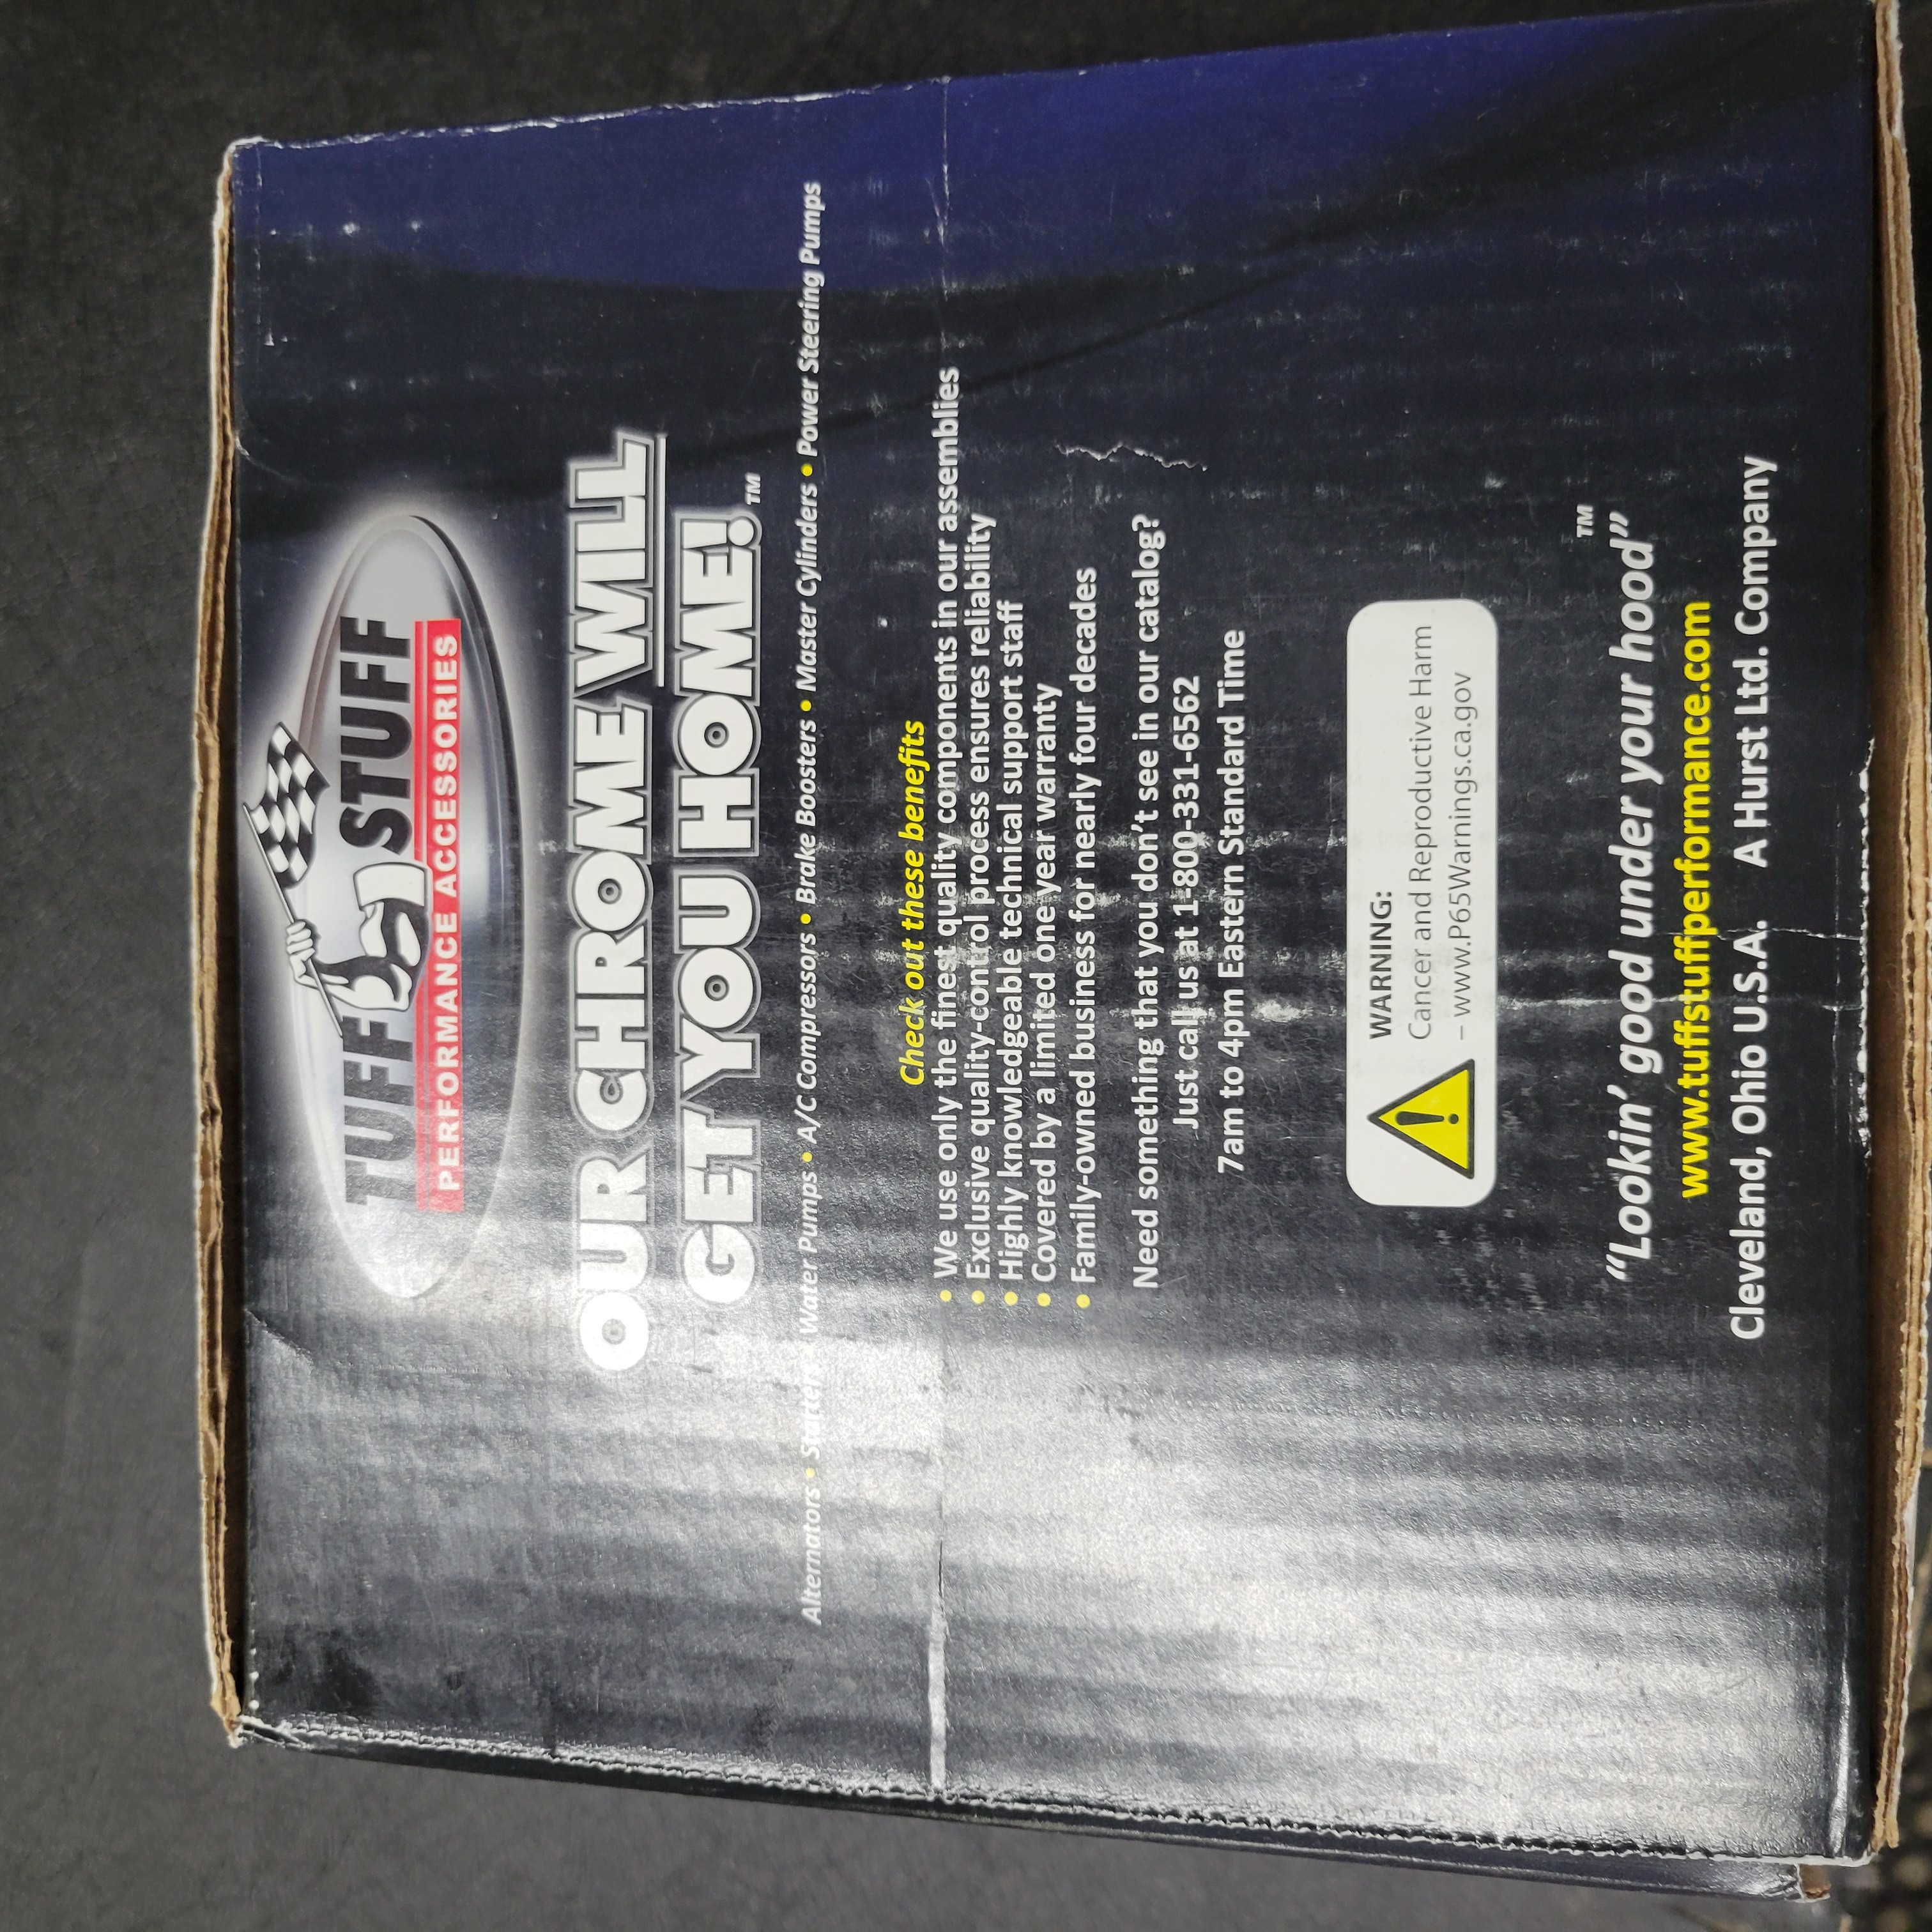 TUFF STUFF
PERFORMANCE ACCESSORIES
OUR CHROME WILL
GET YOU HOME!™
Alternators • Starters • Water Pumps • A/C Compressors • Brake Boosters • Master Cylinders • Power Steering Pumps
Check out these benefits
• We use only the finest quality components in our assemblies
• Exclusive quality-control process ensures reliability
• Highly knowledgeable technical support staff
• Covered by a limited one year warranty
• Family-owned business for nearly four decades
Need something that you don't see in our catalog?
Just call us at 1-800-331-6562
7am to 4pm Eastern Standard Time
WARNING:
Cancer and Reproductive Harm
– www.P65Warnings.ca.gov
"Lookin' good under your hood"™
www.tuffstuffperformance.com
Cleveland, Ohio U.S.A. A Hurst Ltd. Company